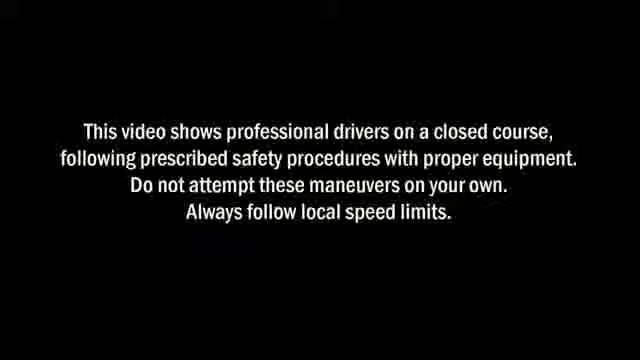 This video shows professional drivers on a closed course,
following prescribed safety procedures with proper equipment.
Do not attempt these maneuvers on your own.
Always follow local speed limits.